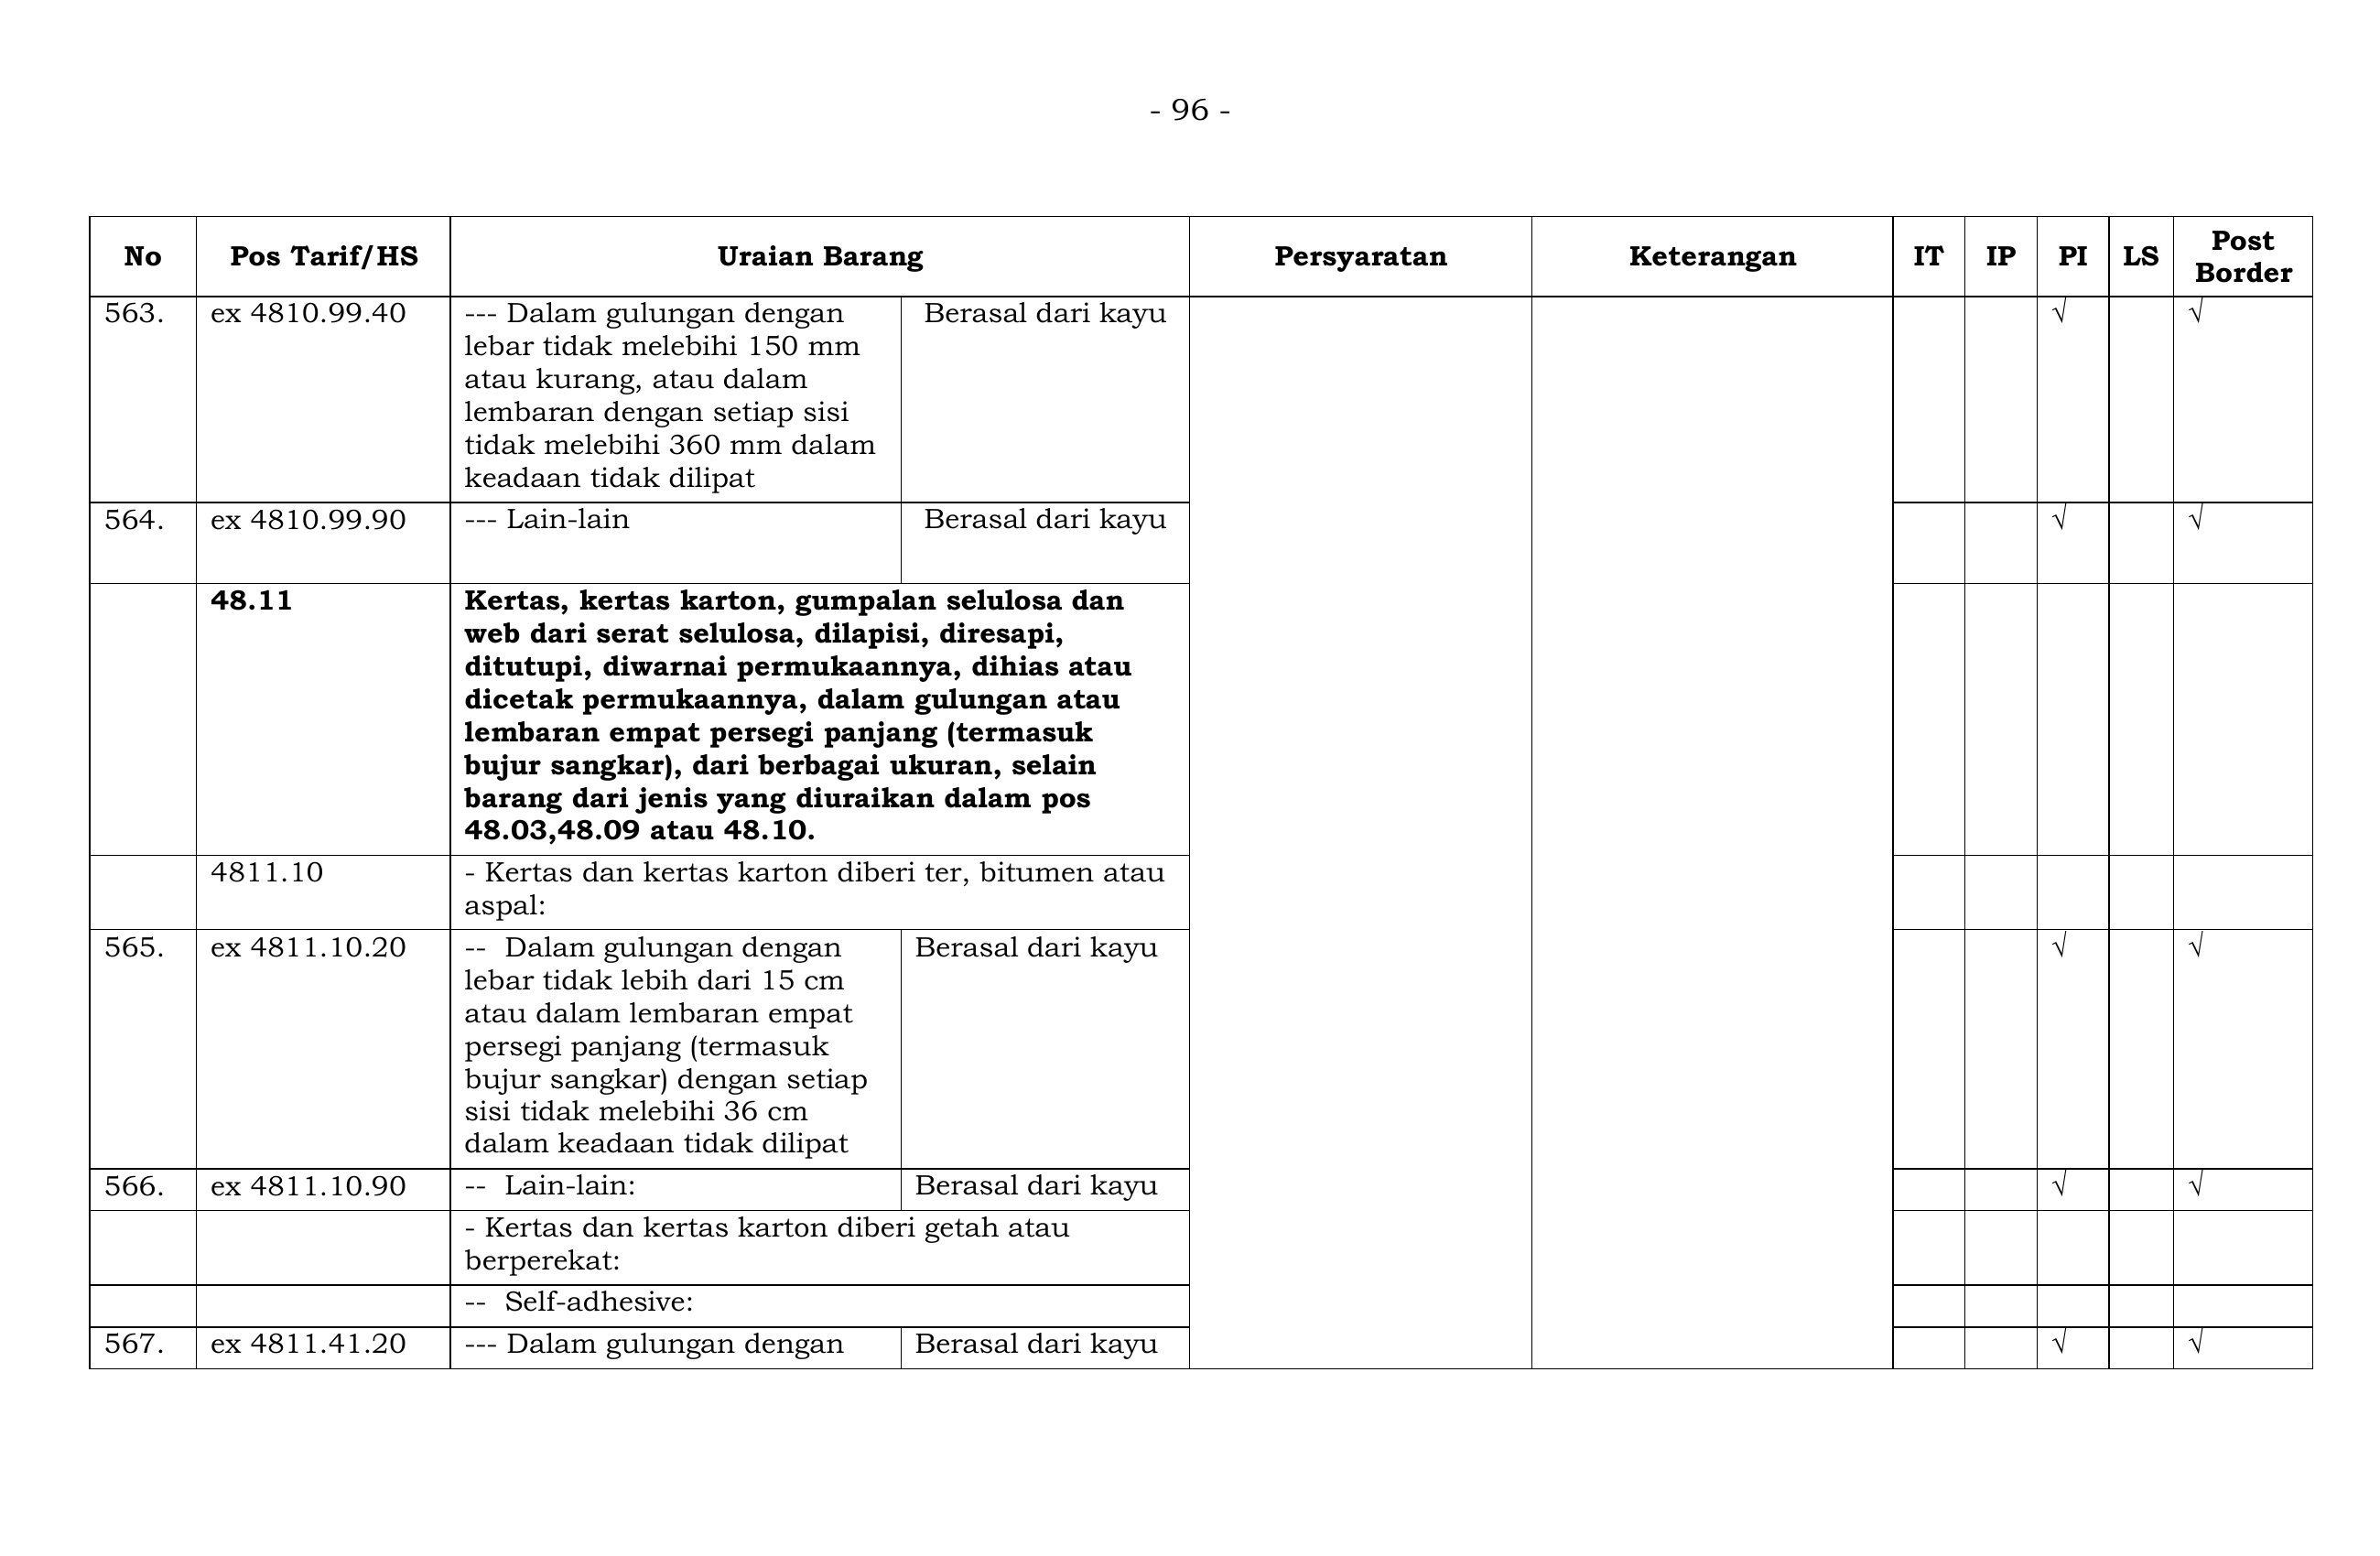 - 96 -
No Pos Tarif/HS Uraian Barang Persyaratan Keterangan IT IP PI LS Post Border
563. ex 4810.99.40 --- Dalam gulungan dengan Berasal dari kayu √ √
lebar tidak melebihi 150 mm
atau kurang, atau dalam
lembaran dengan setiap sisi
tidak melebihi 360 mm dalam
keadaan tidak dilipat
564. ex 4810.99.90 --- Lain-lain Berasal dari kayu √ √
48.11 Kertas, kertas karton, gumpalan selulosa dan
web dari serat selulosa, dilapisi, diresapi,
ditutupi, diwarnai permukaannya, dihias atau
dicetak permukaannya, dalam gulungan atau
lembaran empat persegi panjang (termasuk
bujur sangkar), dari berbagai ukuran, selain
barang dari jenis yang diuraikan dalam pos
48.03,48.09 atau 48.10.
4811.10 - Kertas dan kertas karton diberi ter, bitumen atau
aspal:
565. ex 4811.10.20 -- Dalam gulungan dengan Berasal dari kayu √ √
lebar tidak lebih dari 15 cm
atau dalam lembaran empat
persegi panjang (termasuk
bujur sangkar) dengan setiap
sisi tidak melebihi 36 cm
dalam keadaan tidak dilipat
566. ex 4811.10.90 -- Lain-lain: Berasal dari kayu √ √
- Kertas dan kertas karton diberi getah atau
berperekat:
-- Self-adhesive:
567. ex 4811.41.20 --- Dalam gulungan dengan Berasal dari kayu √ √